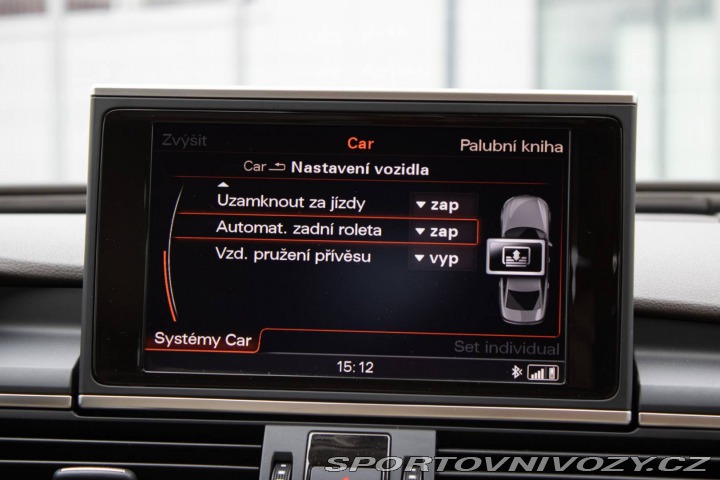 Zvýšit Car Palubní kniha
Car Nastavení vozidla
Uzamknout za jízdy zap
Automat. zadní roleta zap
Vzd. pružení přívěsu vyp
Systémy Car Set individual
15:12
SPORTOVNIVOZY.CZ